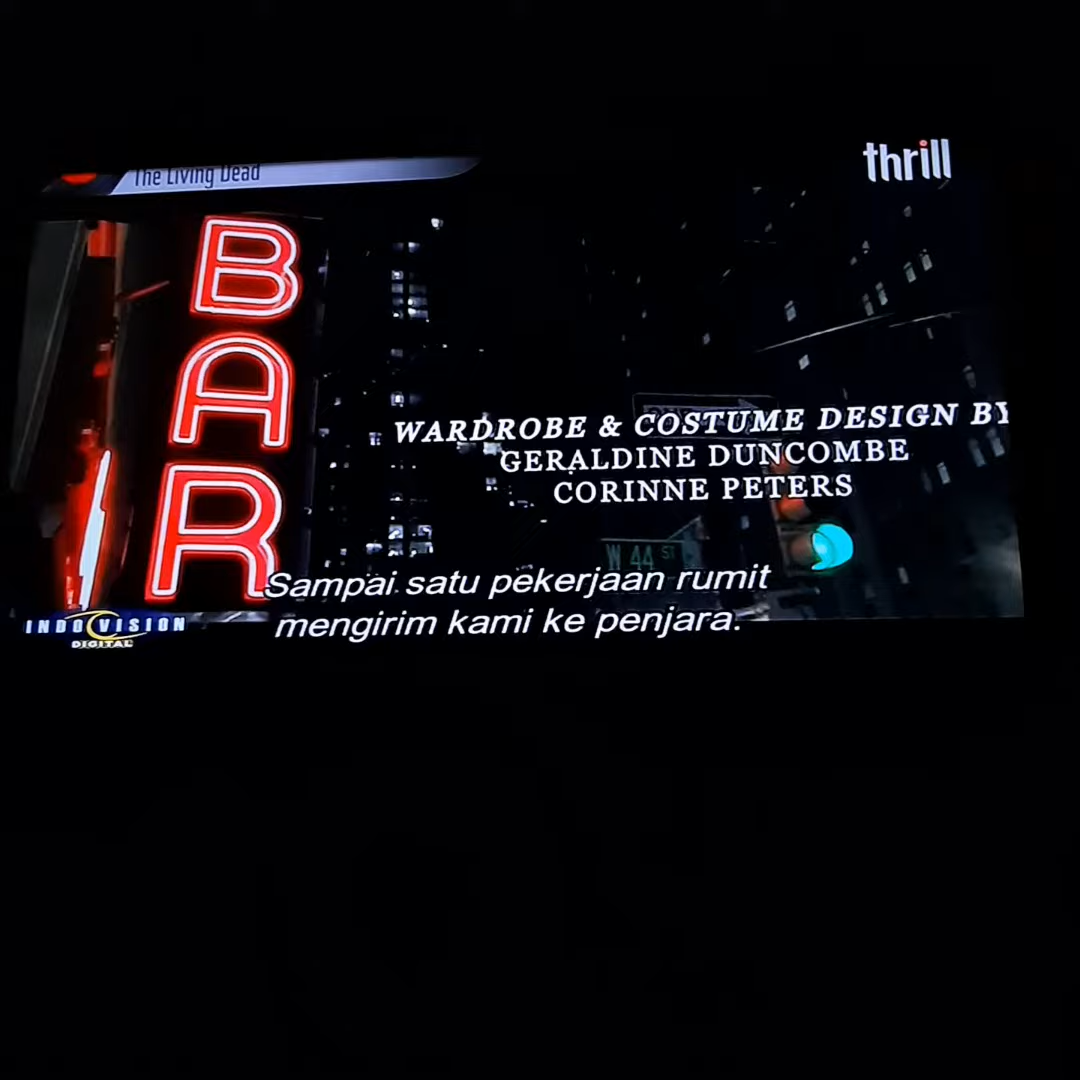 The Living Dead
thrill
BAR
WARDROBE & COSTUME DESIGN BY
GERALDINE DUNCOMBE
CORINNE PETERS
W 44 ST
Sampai satu pekerjaan rumit
mengirim kami ke penjara.
INDOVISION
DIGITAL